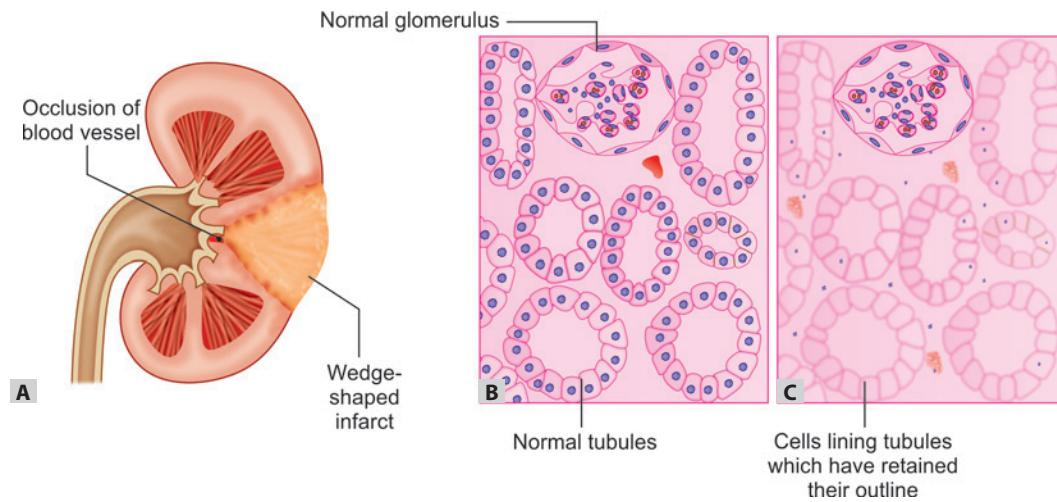 Normal glomerulus
Occlusion of
blood vessel
Wedge-
shaped
infarct
A
B
C
Normal tubules
Cells lining tubules
which have retained
their outline